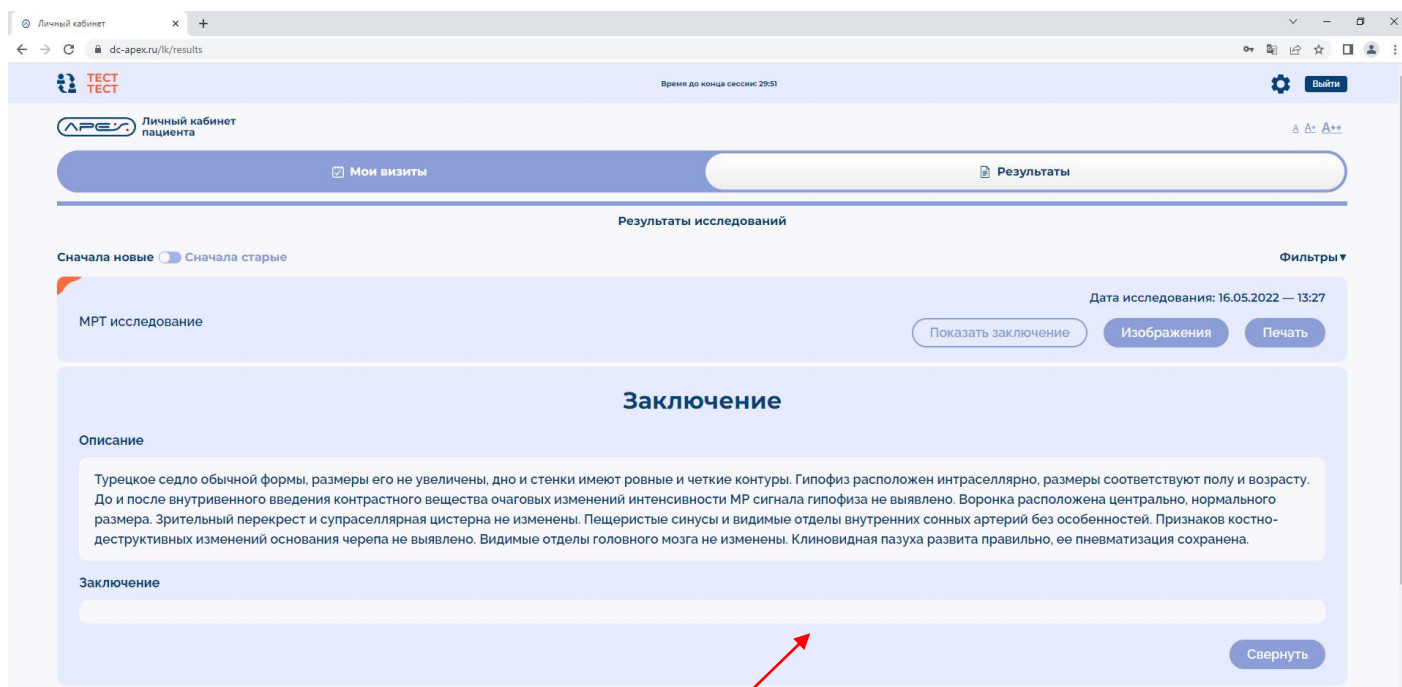 Личный кабинет
dc-apex.ru/lk/results
ТЕСТ
ТЕСТ
Время до конца сессии: 29:51
Выйти
APEX
Личный кабинет
пациента
A A+ A++
Мои визиты
Результаты
Результаты исследований
Сначала новые Сначала старые
Фильтры▼
Дата исследования: 16.05.2022 — 13:27
МРТ исследование
Показать заключение Изображения Печать
Заключение
Описание
Турецкое седло обычной формы, размеры его не увеличены, дно и стенки имеют ровные и четкие контуры. Гипофиз расположен интраселлярно, размеры соответствуют полу и возрасту.
До и после внутривенного введения контрастного вещества очаговых изменений интенсивности МР сигнала гипофиза не выявлено. Воронка расположена центрально, нормального
размера. Зрительный перекрест и супраселлярная цистерна не изменены. Пещеристые синусы и видимые отделы внутренних сонных артерий без особенностей. Признаков костно-
деструктивных изменений основания черепа не выявлено. Видимые отделы головного мозга не изменены. Клиновидная пазуха развита правильно, ее пневматизация сохранена.
Заключение
Свернуть